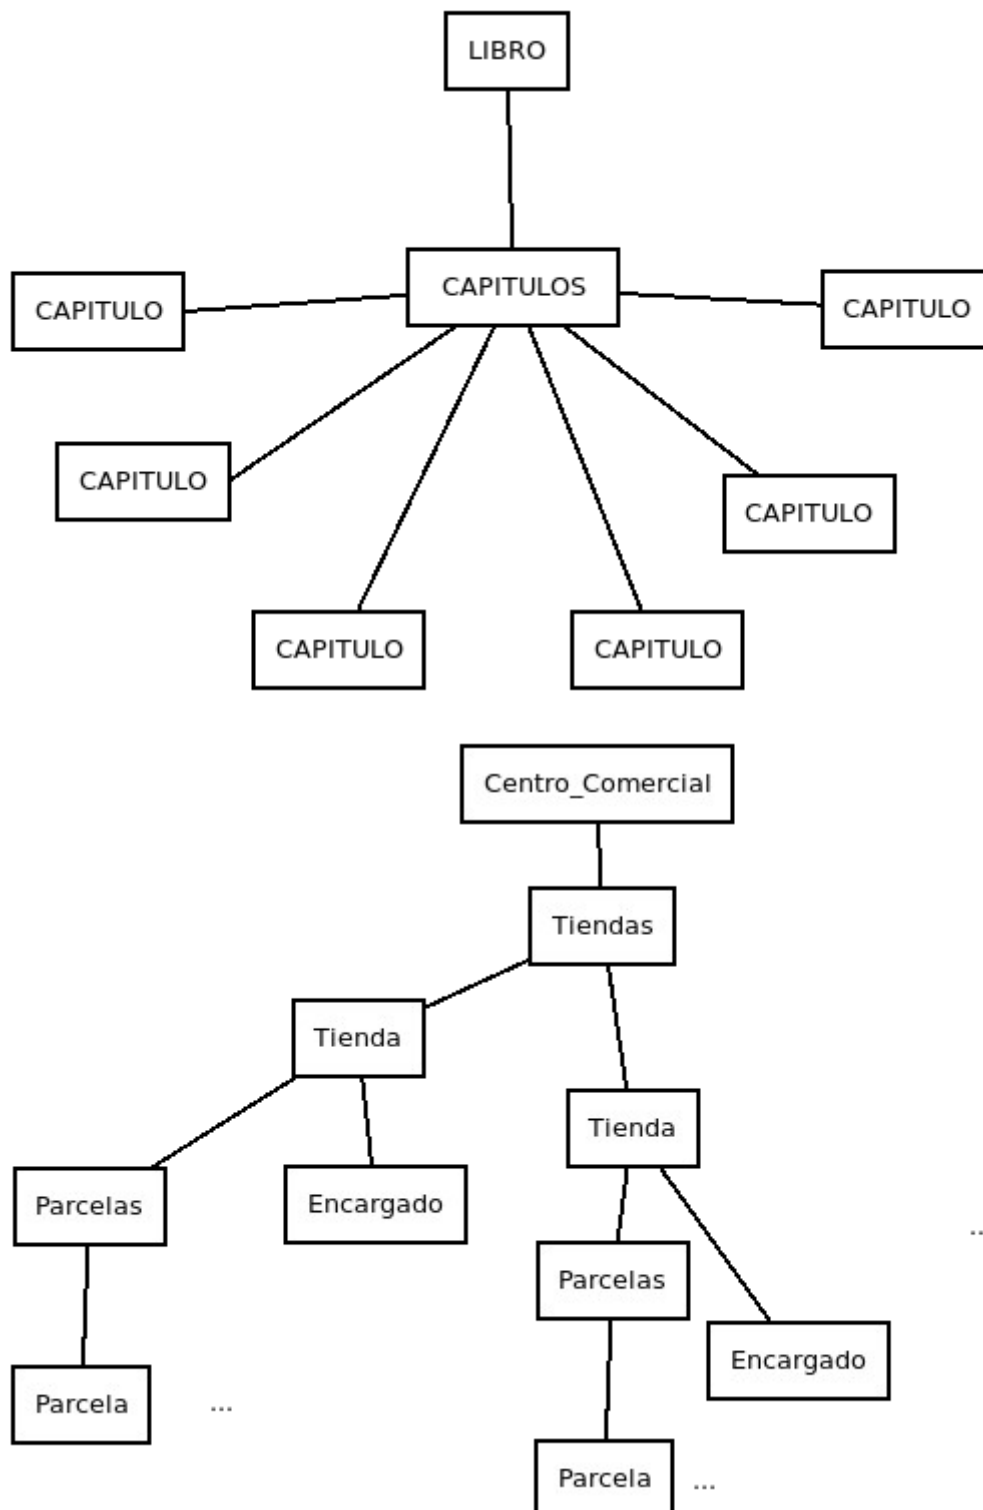 LIBRO
CAPITULOS
CAPITULO
CAPITULO
CAPITULO
CAPITULO
CAPITULO
CAPITULO
Centro_Comercial
Tiendas
Tienda
Tienda
Parcelas
Encargado
...
Parcelas
Encargado
Parcela
...
Parcela
...